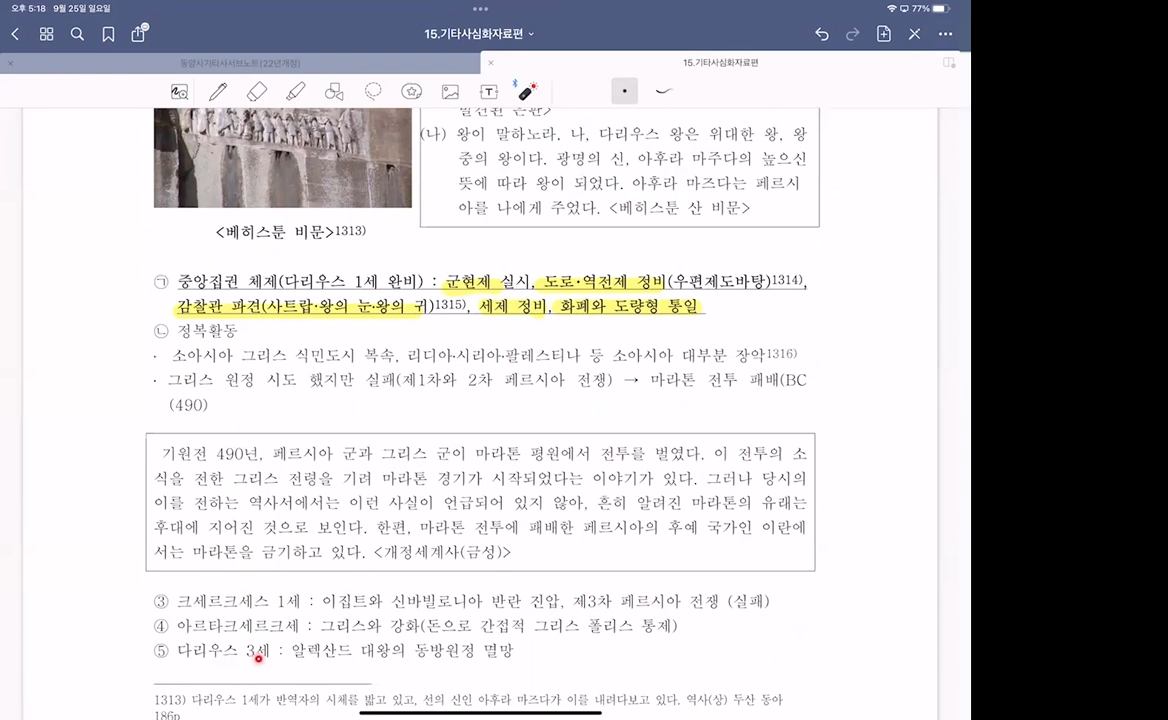 오후 5:18 9월 25일 일요일
77%
15.기타사심화자료편
동양사기타사서브노트(22년개정)
15.기타사심화자료편
(나) 왕이 말하노라. 나, 다리우스 왕은 위대한 왕, 왕
중의 왕이다. 광명의 신, 아후라 마주다의 높으신
뜻에 따라 왕이 되었다. 아후라 마즈다는 페르시
아를 나에게 주었다. <베히스툰 산 비문>
<베히스툰 비문>1313)
㉠ 중앙집권 체제(다리우스 1세 완비) : 군현제 실시, 도로·역전제 정비(우편제도바탕)1314),
감찰관 파견(사트랍·왕의 눈·왕의 귀)1315), 세제 정비, 화폐와 도량형 통일
㉡ 정복활동
· 소아시아 그리스 식민도시 복속, 리디아·시리아·팔레스티나 등 소아시아 대부분 장악1316)
· 그리스 원정 시도 했지만 실패(제1차와 2차 페르시아 전쟁) → 마라톤 전투 패배(BC
(490)
기원전 490년, 페르시아 군과 그리스 군이 마라톤 평원에서 전투를 벌였다. 이 전투의 소
식을 전한 그리스 전령을 기려 마라톤 경기가 시작되었다는 이야기가 있다. 그러나 당시의
이를 전하는 역사서에서는 이런 사실이 언급되어 있지 않아, 흔히 알려진 마라톤의 유래는
후대에 지어진 것으로 보인다. 한편, 마라톤 전투에 패배한 페르시아의 후예 국가인 이란에
서는 마라톤을 금기하고 있다. <개정세계사(금성)>
③ 크세르크세스 1세 : 이집트와 신바빌로니아 반란 진압, 제3차 페르시아 전쟁 (실패)
④ 아르타크세르크세 : 그리스와 강화(돈으로 간접적 그리스 폴리스 통제)
⑤ 다리우스 3세 : 알렉산드 대왕의 동방원정 멸망
1313) 다리우스 1세가 반역자의 시체를 밟고 있고, 선의 신인 아후라 마즈다가 이를 내려다보고 있다. 역사(상) 두산 동아
186p